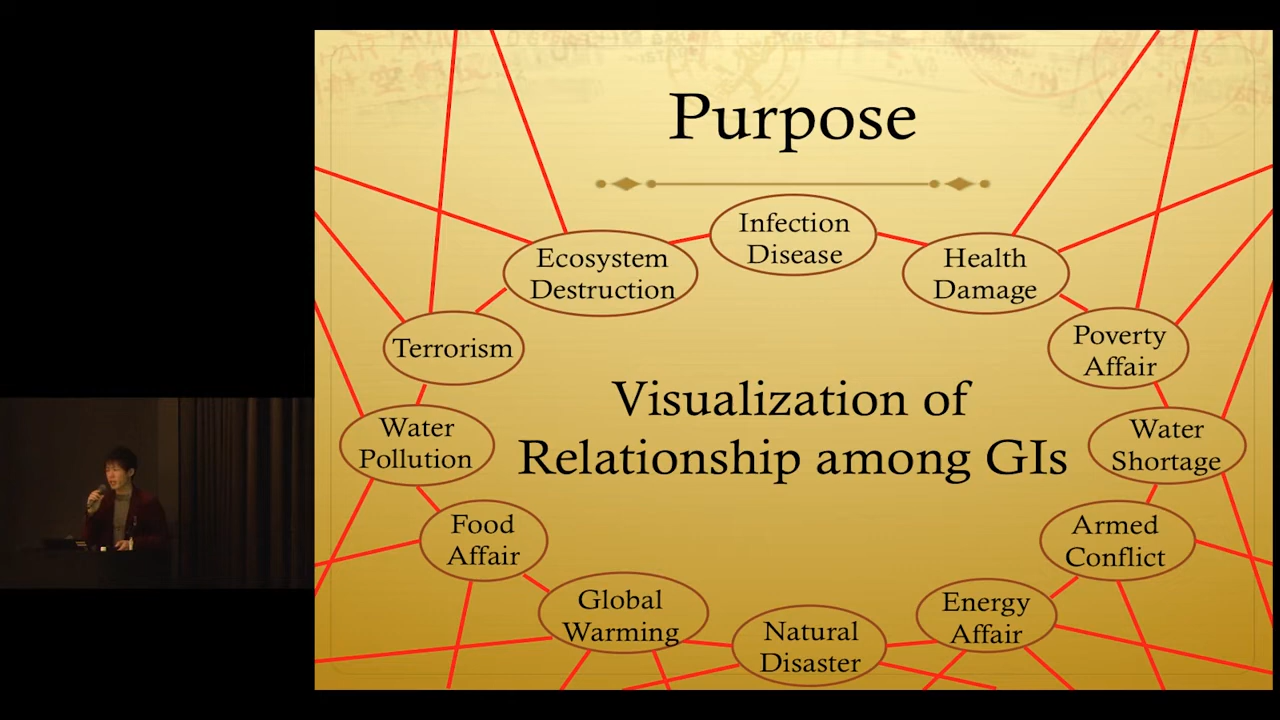 Purpose
Infection
Disease
Ecosystem
Destruction
Health
Damage
Terrorism
Poverty
Affair
Visualization of
Relationship among GIs
Water
Pollution
Water
Shortage
Food
Affair
Armed
Conflict
Global
Warming
Natural
Disaster
Energy
Affair